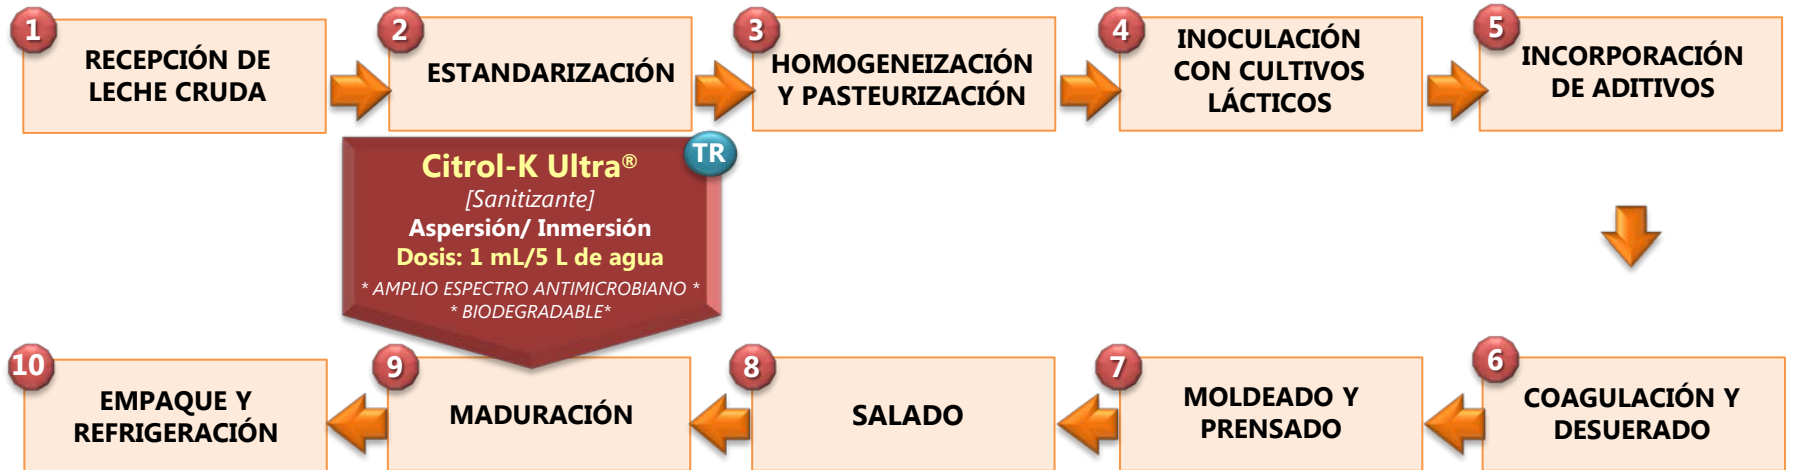 1
RECEPCIÓN DE
LECHE CRUDA
2
ESTANDARIZACIÓN
3
HOMOGENEIZACIÓN
Y PASTEURIZACIÓN
4
INOCULACIÓN
CON CULTIVOS
LÁCTICOS
5
INCORPORACIÓN
DE ADITIVOS
TR
Citrol-K Ultra®
[Sanitizante]
Aspersión/ Inmersión
Dosis: 1 mL/5 L de agua
* AMPLIO ESPECTRO ANTIMICROBIANO *
* BIODEGRADABLE*
6
COAGULACIÓN Y
DESUERADO
7
MOLDEADO Y
PRENSADO
8
SALADO
9
MADURACIÓN
10
EMPAQUE Y
REFRIGERACIÓN